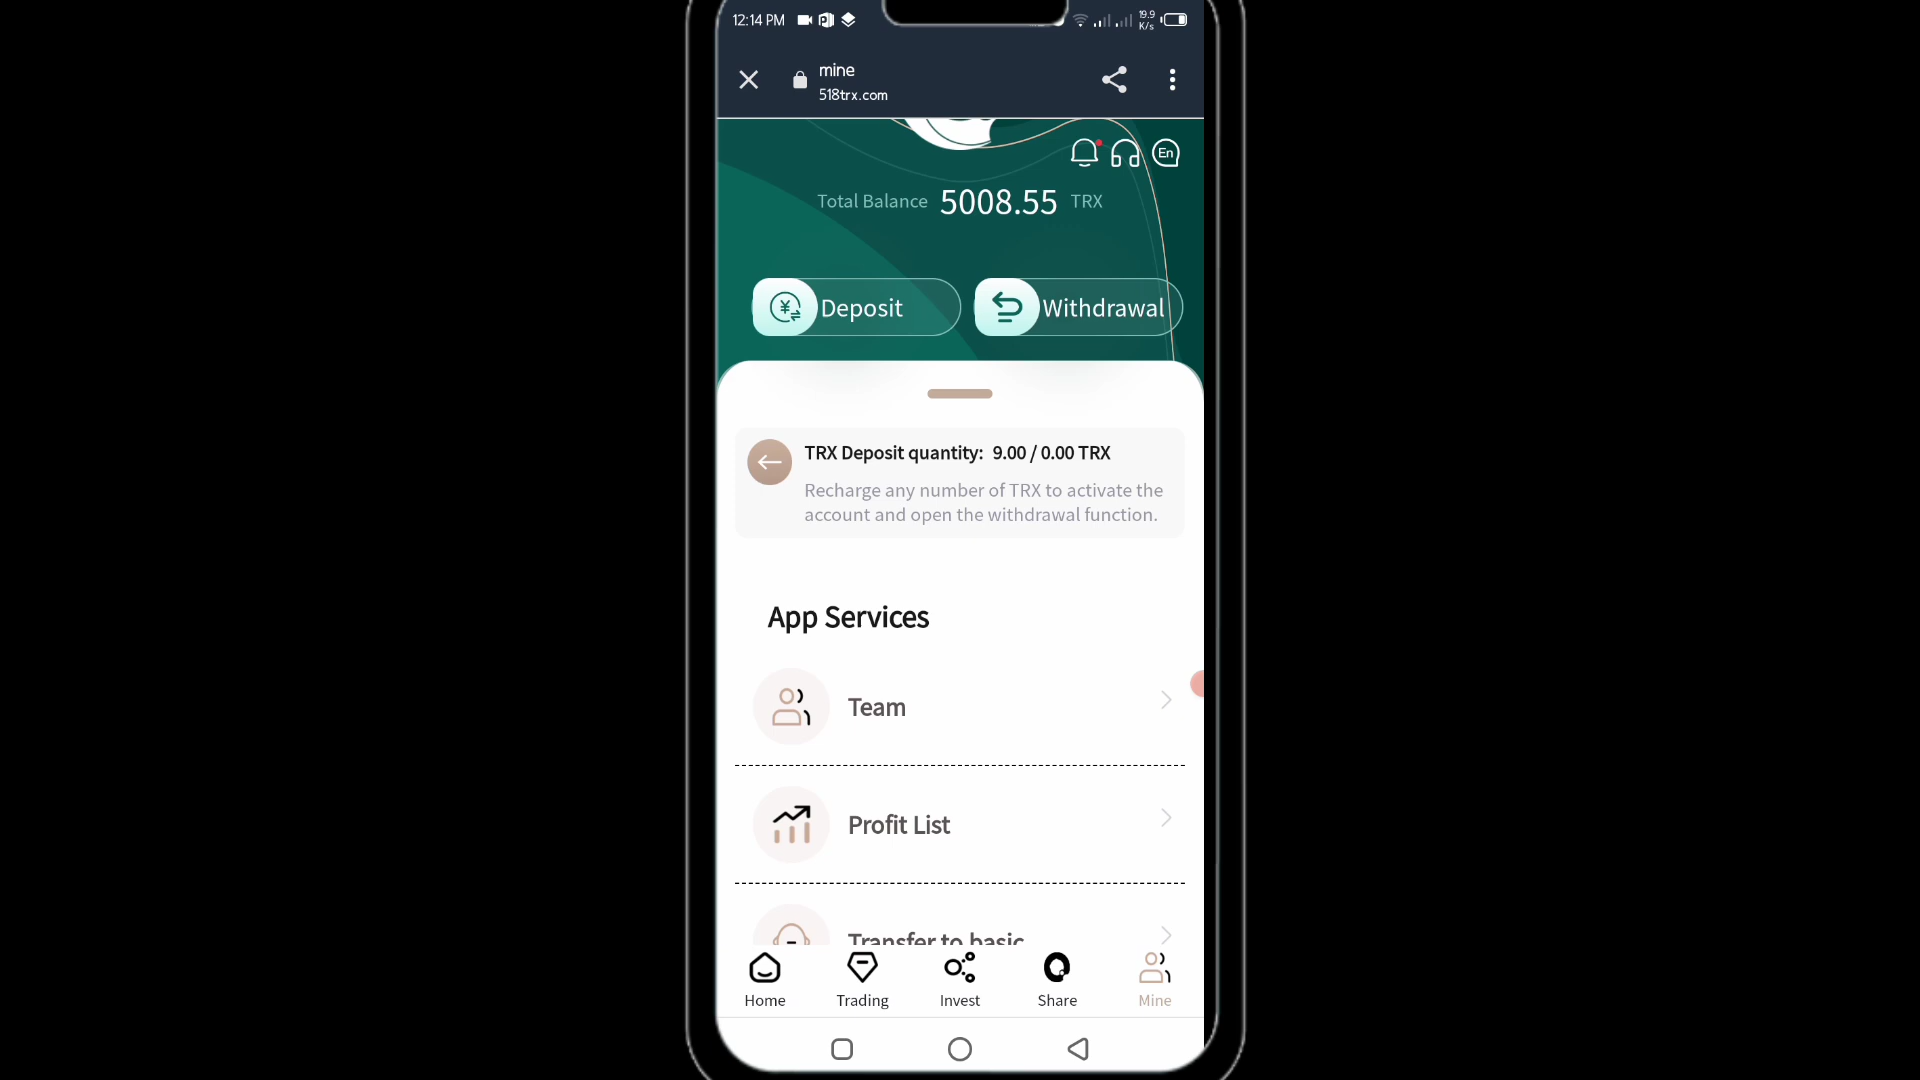 12:14 PM
19.9
K/s
mine
518trx.com
En
Total Balance 5008.55 TRX
Deposit
Withdrawal
TRX Deposit quantity: 9.00 / 0.00 TRX
Recharge any number of TRX to activate the
account and open the withdrawal function.
App Services
Team
Profit List
Transfer to basic
Home
Trading
Invest
Share
Mine